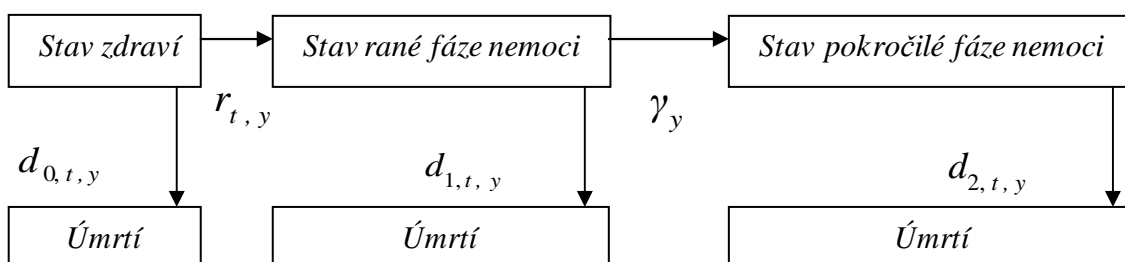 Stav zdraví
Stav rané fáze nemoci
Stav pokročilé fáze nemoci
r t , y
γ y
d 0, t , y
d 1, t , y
d 2, t , y
Úmrtí
Úmrtí
Úmrtí